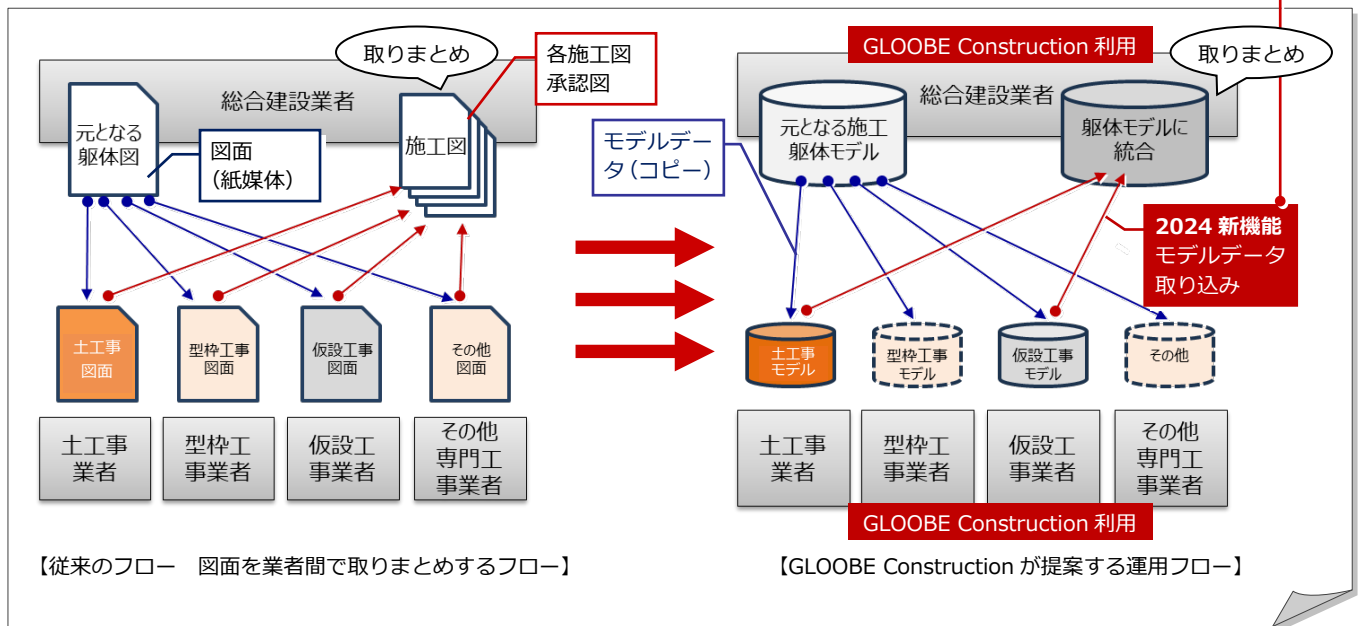 取りまとめ
総合建設業者
元となる
躯体図
図面
（紙媒体）
施工図
各施工図
承認図
土工事
図面
型枠工事
図面
仮設工事
図面
その他
図面
土工事
業者
型枠工
事業者
仮設工
事業者
その他
専門工
事業者
【従来のフロー　図面を業者間で取りまとめするフロー】
GLOOBE Construction 利用
取りまとめ
総合建設業者
元となる施工
躯体モデル
躯体モデルに
統合
モデルデー
タ（コピー）
2024 新機能
モデルデータ
取り込み
土工事
モデル
型枠工事
モデル
仮設工事
モデル
その他
土工事
業者
型枠工
事業者
仮設工
事業者
その他
専門工
事業者
GLOOBE Construction 利用
【GLOOBE Construction が提案する運用フロー】